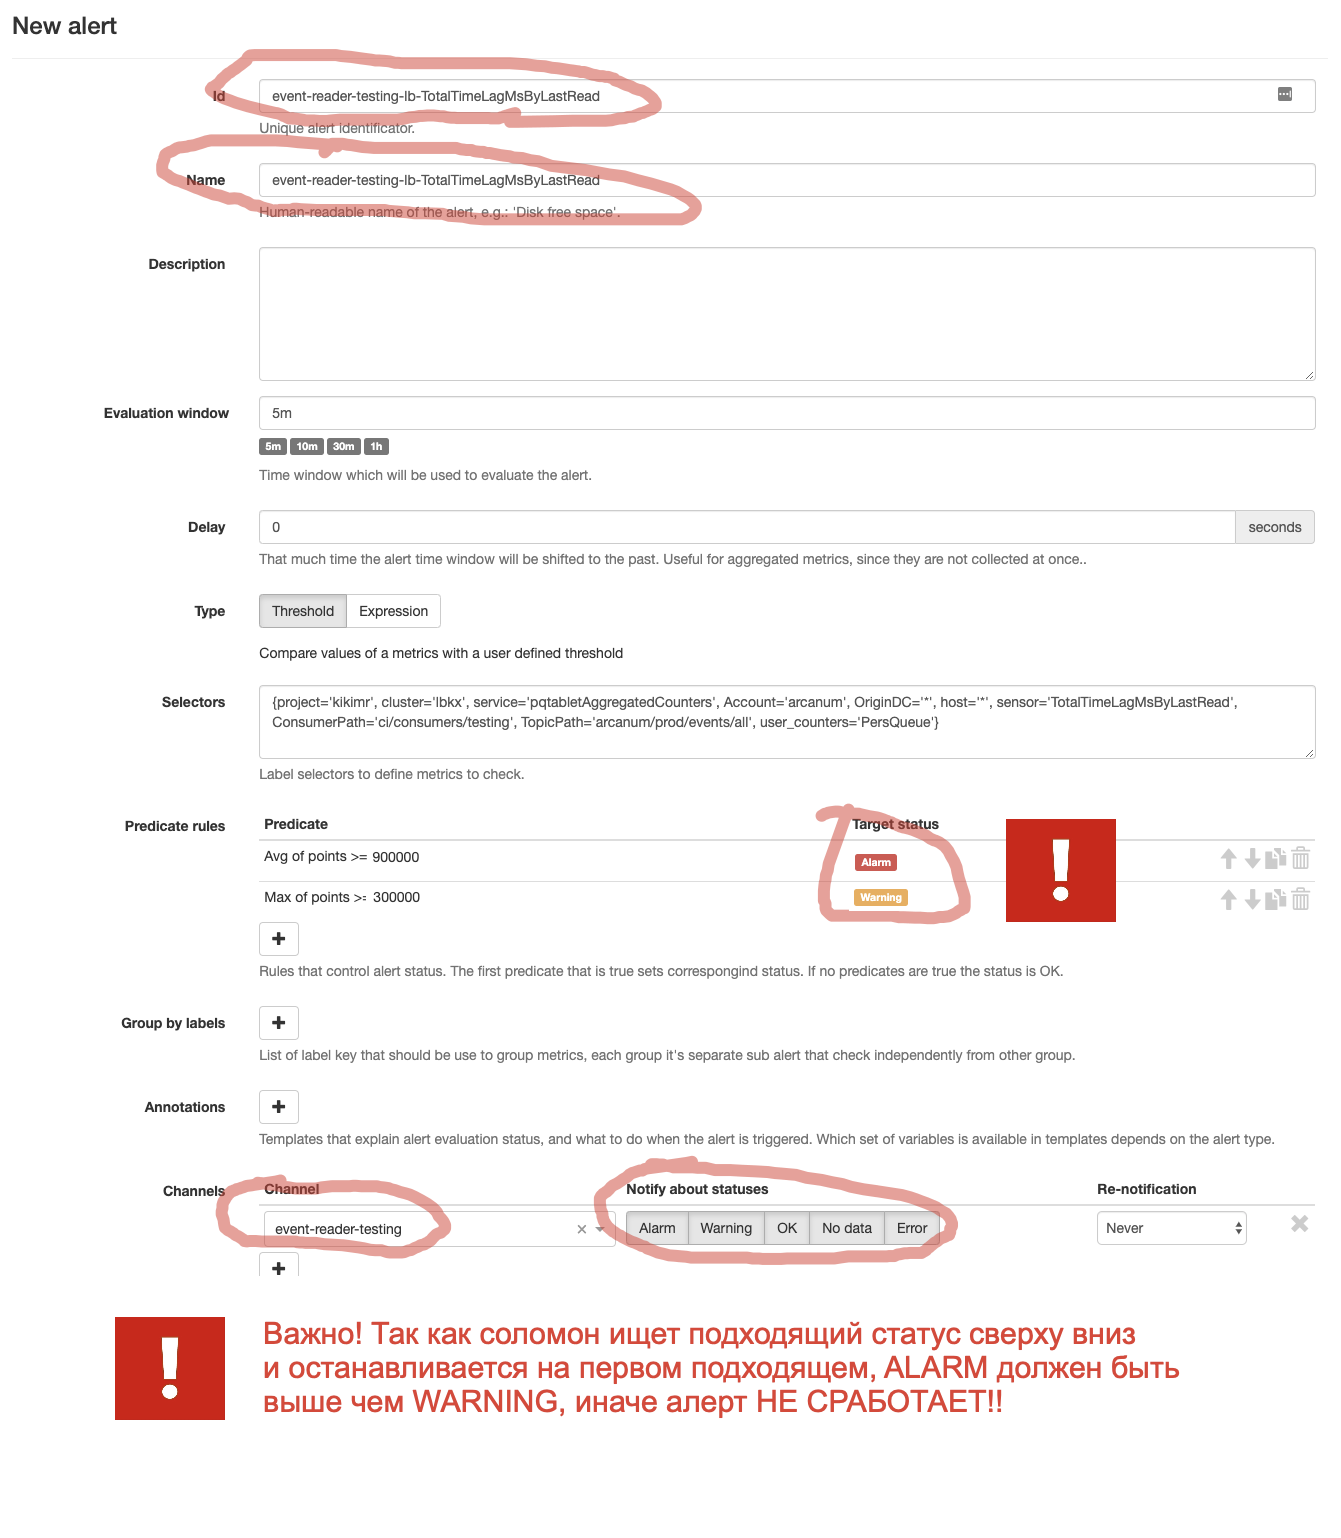 New alert
Id
event-reader-testing-lb-TotalTimeLagMsByLastRead
Unique alert identificator.
Name
event-reader-testing-lb-TotalTimeLagMsByLastRead
Human-readable name of the alert, e.g.: 'Disk free space'.
Description
Evaluation window
5m
5m 10m 30m 1h
Time window which will be used to evaluate the alert.
Delay
0
seconds
That much time the alert time window will be shifted to the past. Useful for aggregated metrics, since they are not collected at once..
Type
Threshold Expression
Compare values of a metrics with a user defined threshold
Selectors
{project='kikimr', cluster='lbkx', service='pqtabletAggregatedCounters', Account='arcanum', OriginDC='*', host='*', sensor='TotalTimeLagMsByLastRead',
ConsumerPath='ci/consumers/testing', TopicPath='arcanum/prod/events/all', user_counters='PersQueue'}
Label selectors to define metrics to check.
Predicate rules
Predicate Target status
Avg of points >= 900000 Alarm
Max of points >= 300000 Warning
Rules that control alert status. The first predicate that is true sets correspongind status. If no predicates are true the status is OK.
Group by labels
List of label key that should be use to group metrics, each group it's separate sub alert that check independently from other group.
Annotations
Templates that explain alert evaluation status, and what to do when the alert is triggered. Which set of variables is available in templates depends on the alert type.
Channels
Channel Notify about statuses Re-notification
event-reader-testing Alarm Warning OK No data Error Never
Важно! Так как соломон ищет подходящий статус сверху вниз
и останавливается на первом подходящем, ALARM должен быть
выше чем WARNING, иначе алерт НЕ СРАБОТАЕТ!!